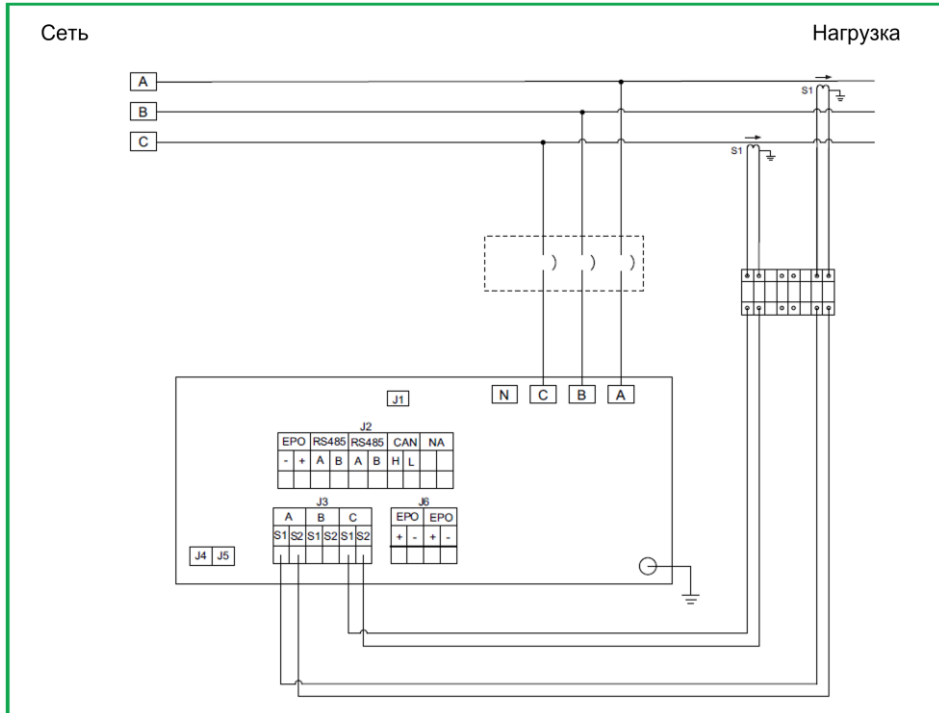 Сеть Нагрузка
A
S1
B
C
S1
N C B A
J1
J2
EPO RS485 RS485 CAN NA
- + A B A B H L
J3 J6
A B C EPO EPO
S1 S2 S1 S2 S1 S2 + - + -
J4 J5